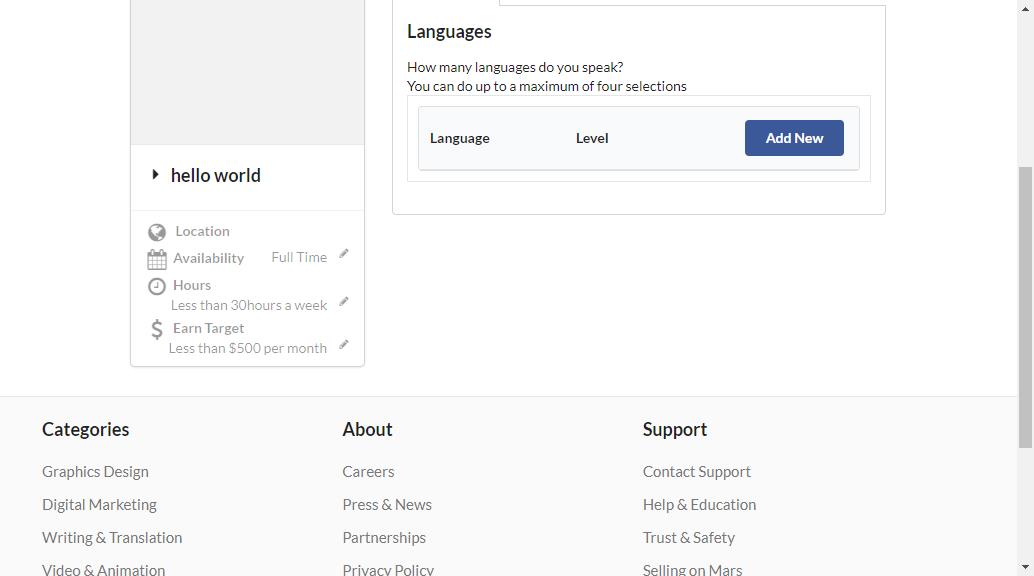 Languages
How many languages do you speak?
You can do up to a maximum of four selections
Language Level Add New
hello world
Location
Availability Full Time
Hours
Less than 30hours a week
Earn Target
Less than $500 per month
Categories About Support
Graphics Design Careers Contact Support
Digital Marketing Press & News Help & Education
Writing & Translation Partnerships Trust & Safety
Video & Animation Privacy Policy Selling on Mars